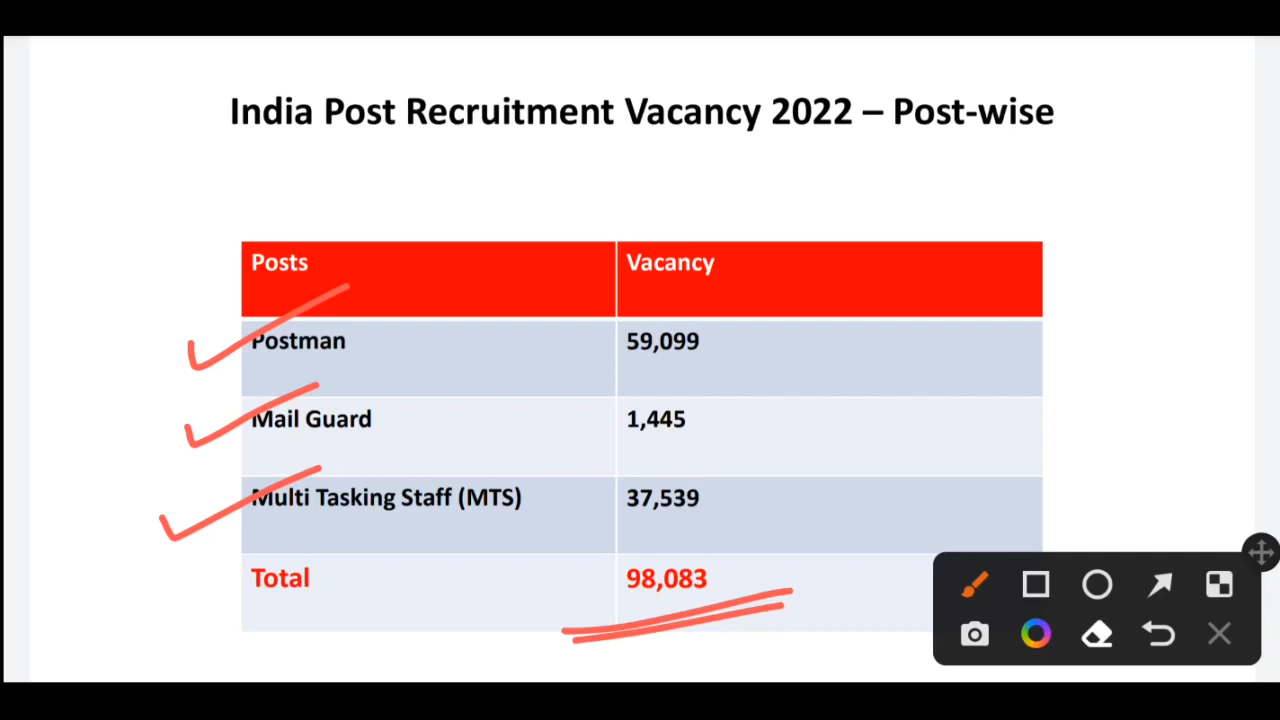 India Post Recruitment Vacancy 2022 – Post-wise
Posts Vacancy
Postman 59,099
Mail Guard 1,445
Multi Tasking Staff (MTS) 37,539
Total 98,083